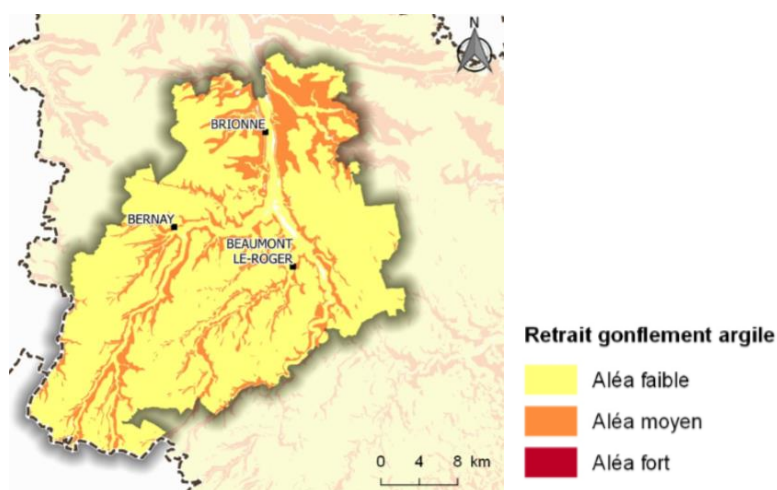 N
BRIONNE
BERNAY
BEAUMONT
LE-ROGER
0 4 8 km
Retrait gonflement argile
Aléa faible
Aléa moyen
Aléa fort